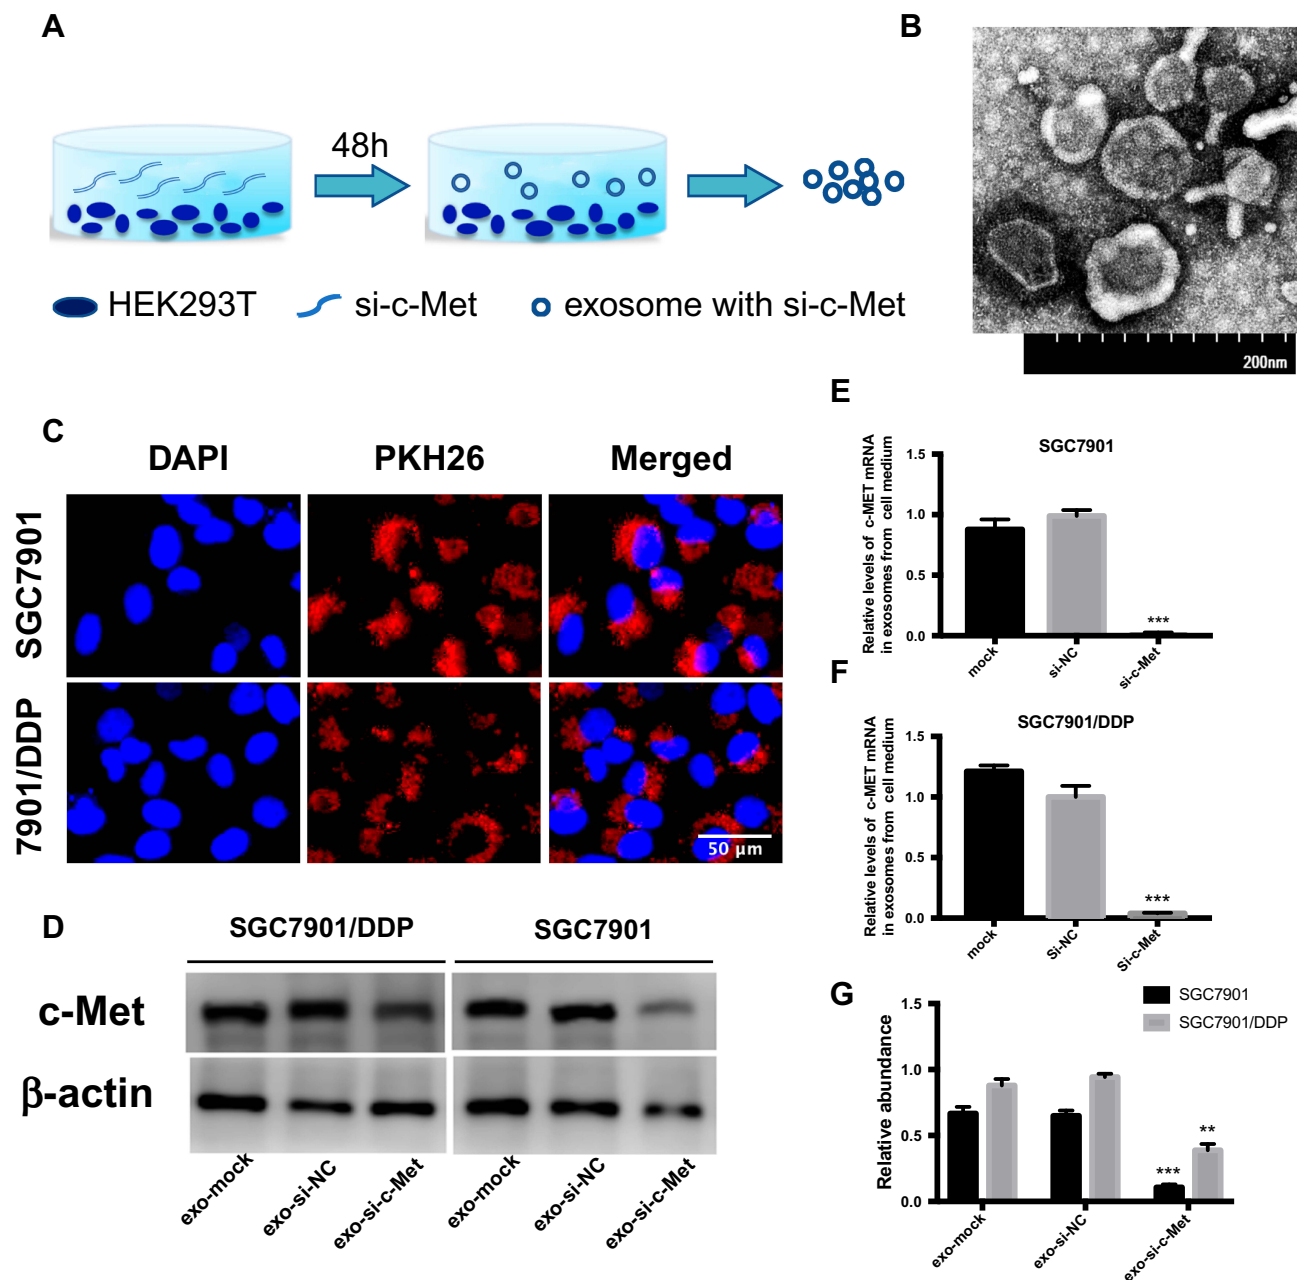 A
48h
HEK293T
si-c-Met
exosome with si-c-Met
B
200nm
C
DAPI
PKH26
Merged
SGC7901
7901/DDP
50 μm
D
SGC7901/DDP
SGC7901
c-Met
β-actin
exo-mock
exo-si-NC
exo-si-c-Met
exo-mock
exo-si-NC
exo-si-c-Met
E
SGC7901
Relative levels of c-MET mRNA
in exosomes from cell medium
1.5
1.0
0.5
0.0
***
mock
si-NC
si-c-Met
F
SGC7901/DDP
Relative levels of c-MET mRNA
in exosomes from cell medium
1.5
1.0
0.5
0.0
***
mock
Si-NC
Si-c-Met
G
SGC7901
SGC7901/DDP
Relative abundance
1.5
1.0
0.5
0.0
***
**
exo-mock
exo-si-NC
exo-si-c-Met